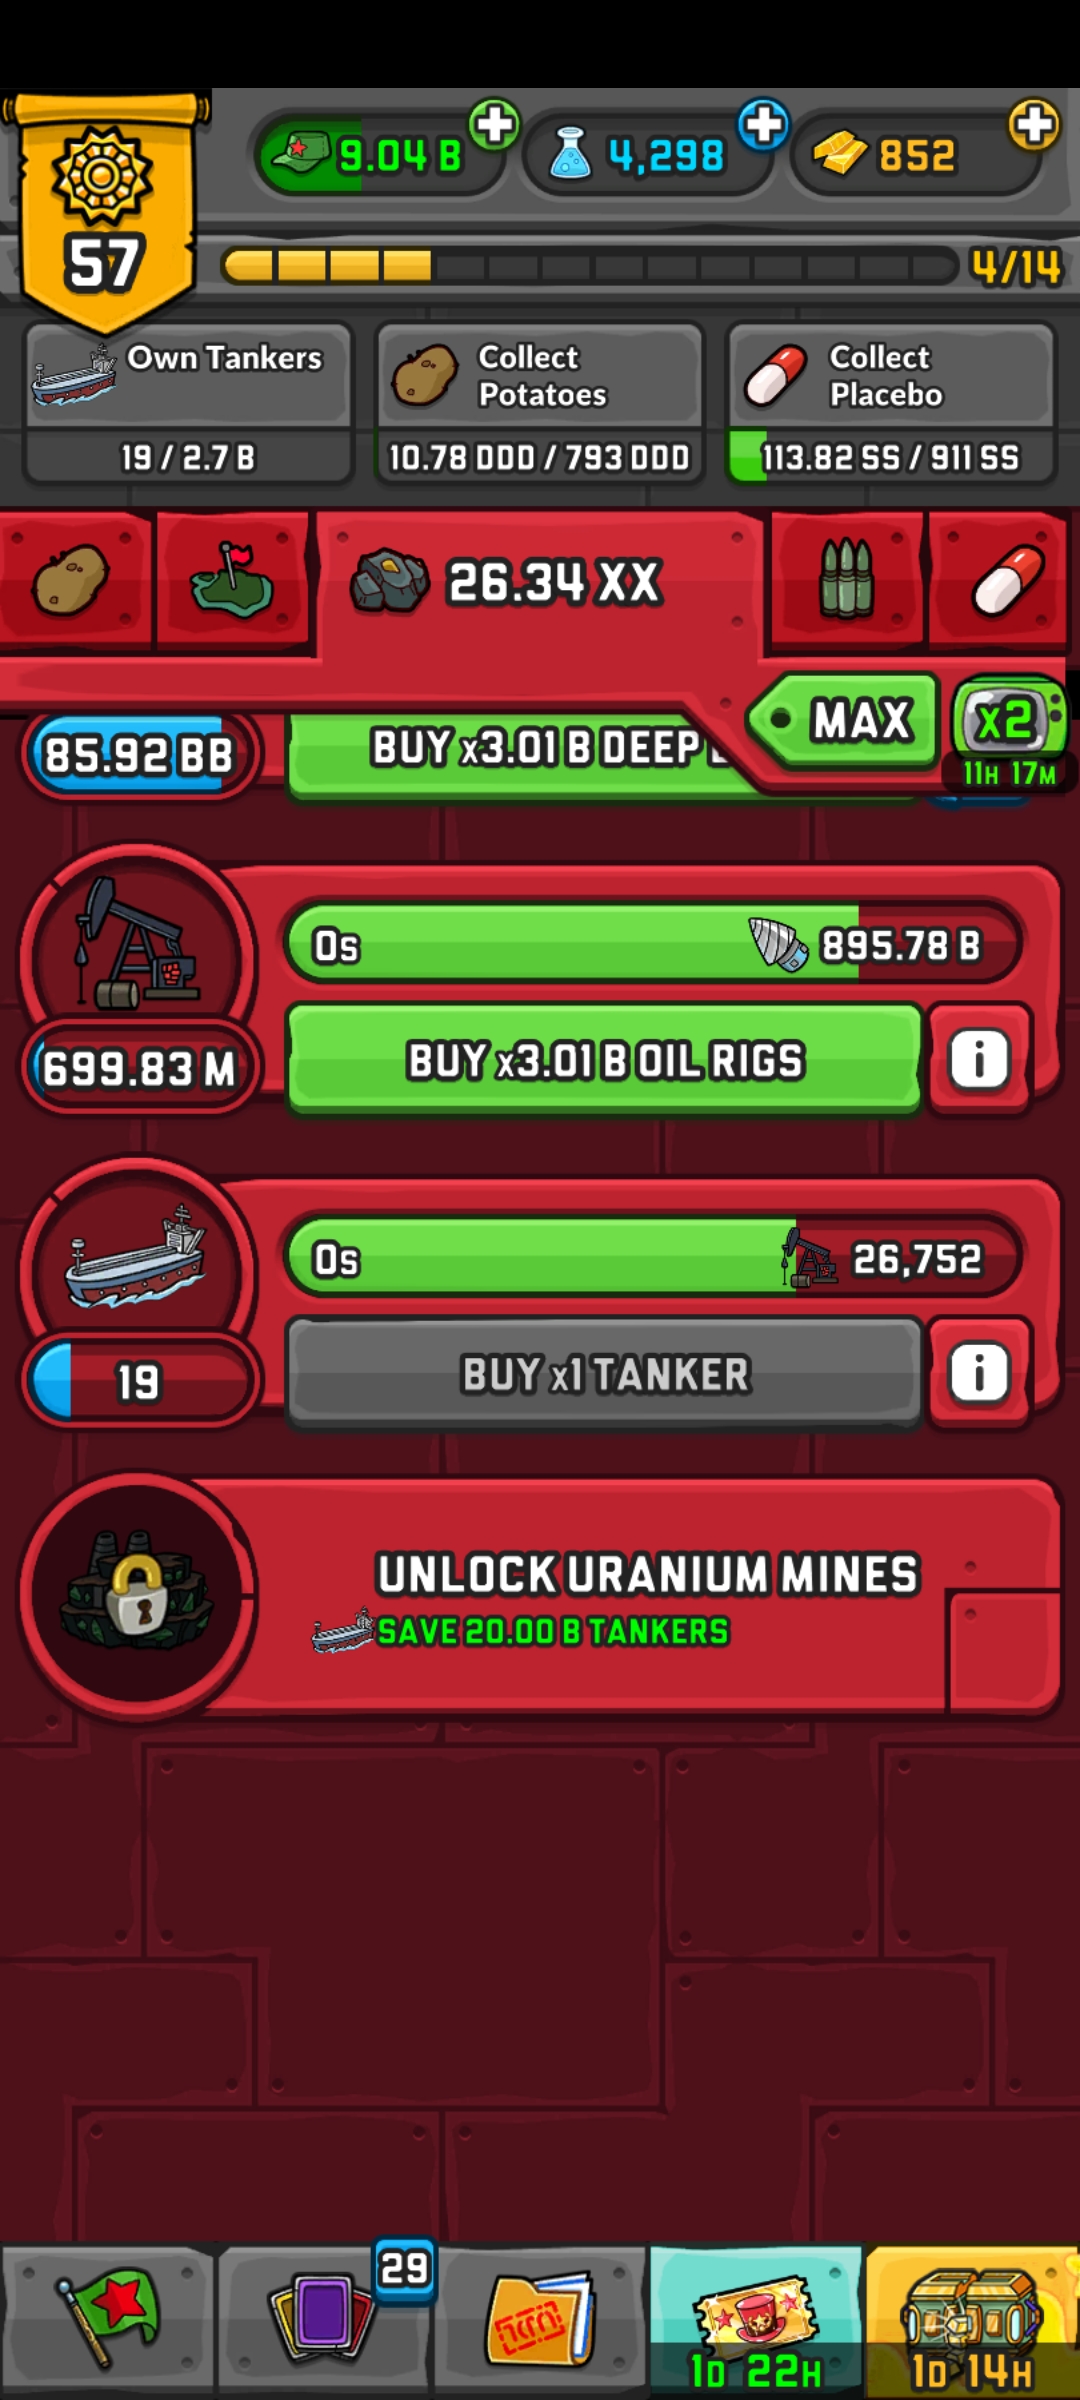 57
9.04 B
4,298
852
4/14
Own Tankers
19 / 2.7 B
Collect
Potatoes
10.78 DDD / 793 DDD
Collect
Placebo
113.82 SS / 911 SS
26.34 XX
MAX
x2
11H 17M
85.92 BB
BUY x3.01 B DEEP
0s
895.78 B
699.83 M
BUY x3.01 B OIL RIGS
i
0s
26,752
19
BUY x1 TANKER
i
UNLOCK URANIUM MINES
SAVE 20.00 B TANKERS
29
1D 22H
1D 14H